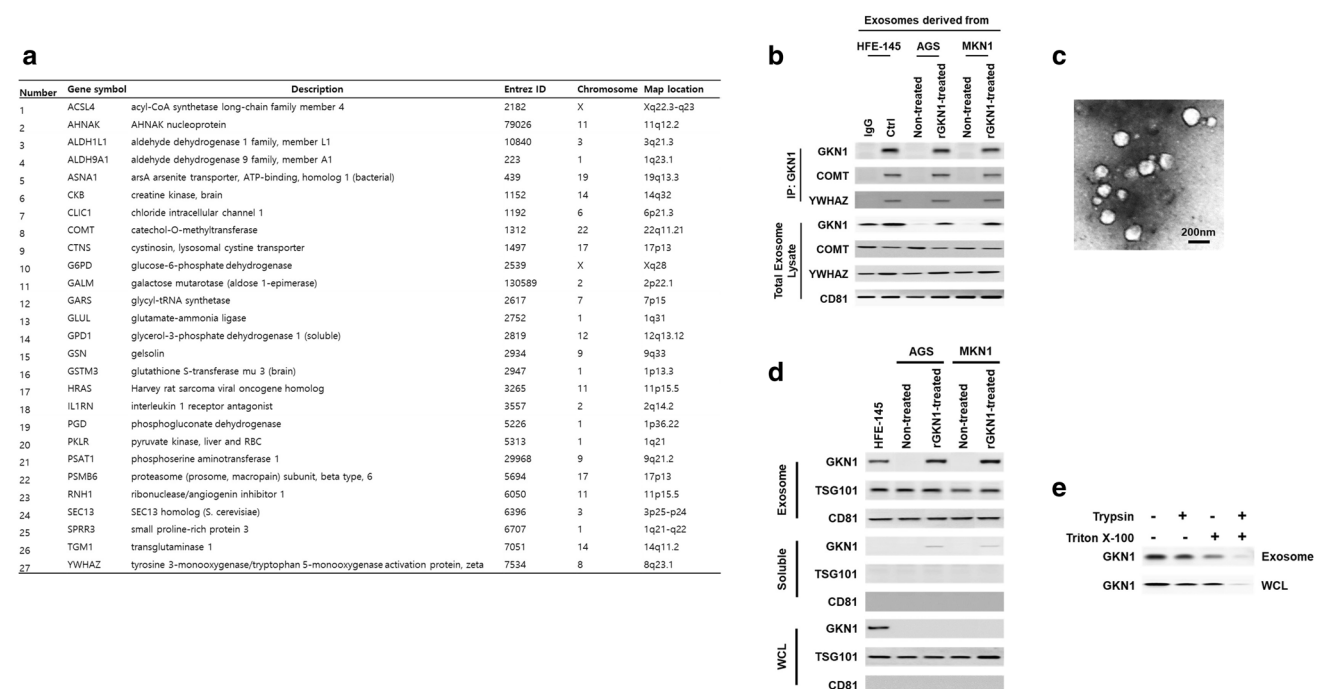 a
Number Gene symbol Description Entrez ID Chromosome Map location
1 ACSL4 acyl-CoA synthetase long-chain family member 4 2182 X Xq22.3-q23
2 AHNAK AHNAK nucleoprotein 79026 11 11q12.2
3 ALDH1L1 aldehyde dehydrogenase 1 family, member L1 10840 3 3q21.3
4 ALDH9A1 aldehyde dehydrogenase 9 family, member A1 223 1 1q23.1
5 ASNA1 arsA arsenite transporter, ATP-binding, homolog 1 (bacterial) 439 19 19q13.3
6 CKB creatine kinase, brain 1152 14 14q32
7 CLIC1 chloride intracellular channel 1 1192 6 6p21.3
8 COMT catechol-O-methyltransferase 1312 22 22q11.21
9 CTNS cystinosin, lysosomal cystine transporter 1497 17 17p13
10 G6PD glucose-6-phosphate dehydrogenase 2539 X Xq28
11 GALM galactose mutarotase (aldose 1-epimerase) 130589 2 2p22.1
12 GARS glycyl-tRNA synthetase 2617 7 7p15
13 GLUL glutamate-ammonia ligase 2752 1 1q31
14 GPD1 glycerol-3-phosphate dehydrogenase 1 (soluble) 2819 12 12q13.12
15 GSN gelsolin 2934 9 9q33
16 GSTM3 glutathione S-transferase mu 3 (brain) 2947 1 1p13.3
17 HRAS Harvey rat sarcoma viral oncogene homolog 3265 11 11p15.5
18 IL1RN interleukin 1 receptor antagonist 3557 2 2q14.2
19 PGD phosphogluconate dehydrogenase 5226 1 1p36.22
20 PKLR pyruvate kinase, liver and RBC 5313 1 1q21
21 PSAT1 phosphoserine aminotransferase 1 29968 9 9q21.2
22 PSMB6 proteasome (prosome, macropain) subunit, beta type, 6 5694 17 17p13
23 RNH1 ribonuclease/angiogenin inhibitor 1 6050 11 11p15.5
24 SEC13 SEC13 homolog (S. cerevisiae) 6396 3 3p25-p24
25 SPRR3 small proline-rich protein 3 6707 1 1q21-q22
26 TGM1 transglutaminase 1 7051 14 14q11.2
27 YWHAZ tyrosine 3-monooxygenase/tryptophan 5-monooxygenase activation protein, zeta 7534 8 8q23.1
b
Exosomes derived from
HFE-145 AGS MKN1
IgG Ctrl Non-treated rGKN1-treated Non-treated rGKN1-treated
IP: GKN1
GKN1
COMT
YWHAZ
Total Exosome
Lysate
GKN1
COMT
YWHAZ
CD81
c
200nm
d
AGS MKN1
HFE-145 Non-treated rGKN1-treated Non-treated rGKN1-treated
Exosome
GKN1
TSG101
CD81
Soluble
GKN1
TSG101
CD81
WCL
GKN1
TSG101
CD81
e
Trypsin - + - +
Triton X-100 - - + +
GKN1 Exosome
GKN1 WCL